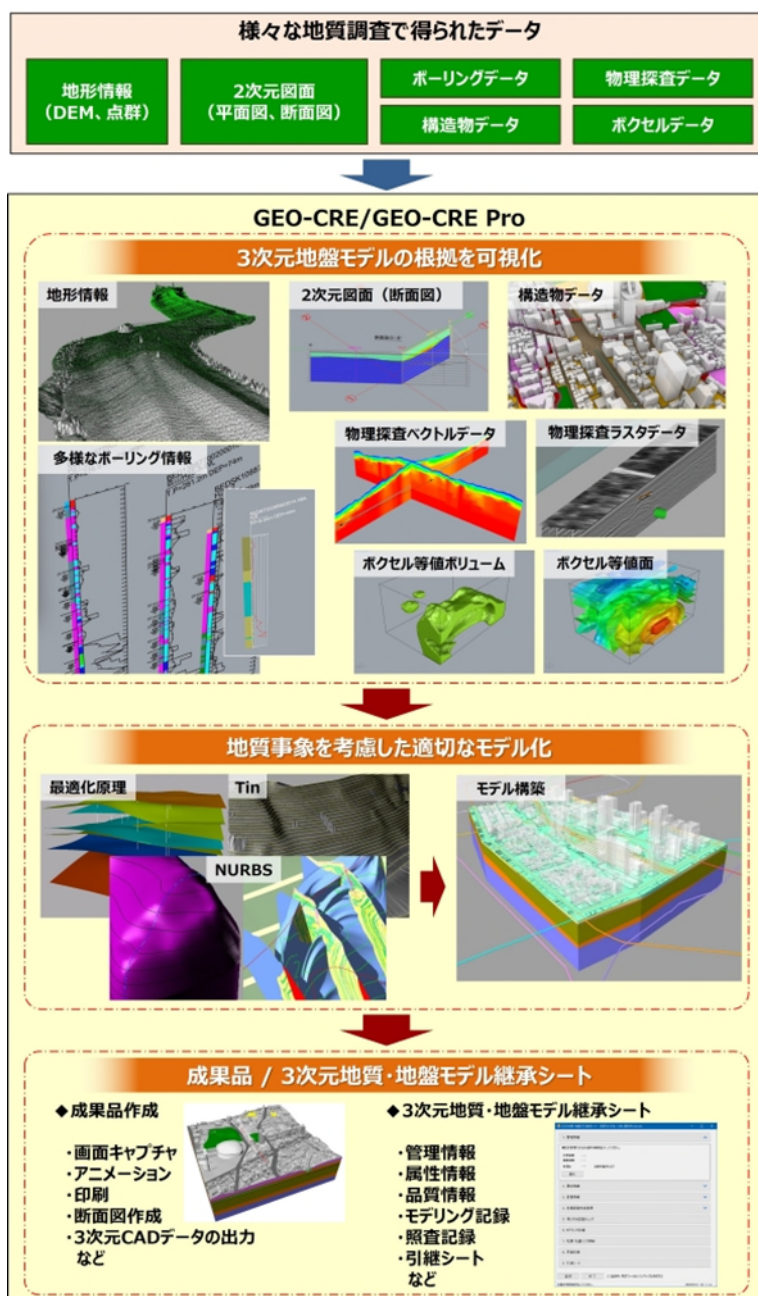 様々な地質調査で得られたデータ
地形情報
（DEM、点群）
2次元図面
（平面図、断面図）
ボーリングデータ
物理探査データ
構造物データ
ボクセルデータ
GEO-CRE/GEO-CRE Pro
3次元地盤モデルの根拠を可視化
地形情報
2次元図面（断面図）
構造物データ
多様なボーリング情報
物理探査ベクトルデータ
物理探査ラスタデータ
ボクセル等値ボリューム
ボクセル等値面
地質事象を考慮した適切なモデル化
最適化原理
Tin
NURBS
モデル構築
成果品 / 3次元地質・地盤モデル継承シート
◆成果品作成
・画面キャプチャ
・アニメーション
・印刷
・断面図作成
・3次元CADデータの出力
など
◆3次元地質・地盤モデル継承シート
・管理情報
・属性情報
・品質情報
・モデリング記録
・照査記録
・引継シート
など